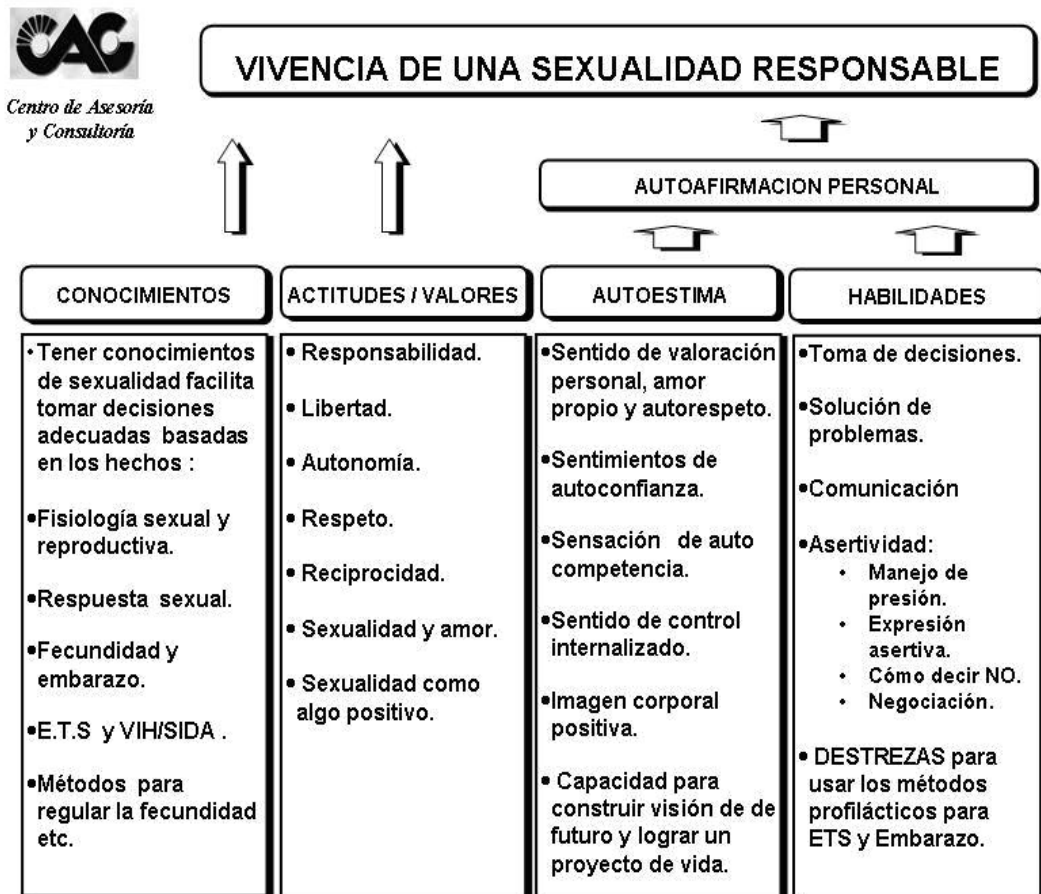 CAC
Centro de Asesoría
y Consultoría
VIVENCIA DE UNA SEXUALIDAD RESPONSABLE
AUTOAFIRMACION PERSONAL
CONOCIMIENTOS
• Tener conocimientos
de sexualidad facilita
tomar decisiones
adecuadas basadas
en los hechos :
•Fisiología sexual y
reproductiva.
•Respuesta sexual.
•Fecundidad y
embarazo.
•E.T.S y VIH/SIDA .
•Métodos para
regular la fecundidad
etc.
ACTITUDES / VALORES
• Responsabilidad.
• Libertad.
• Autonomía.
• Respeto.
• Reciprocidad.
• Sexualidad y amor.
• Sexualidad como
algo positivo.
AUTOESTIMA
•Sentido de valoración
personal, amor
propio y autorespeto.
•Sentimientos de
autoconfianza.
•Sensación de auto
competencia.
•Sentido de control
internalizado.
•Imagen corporal
positiva.
• Capacidad para
construir visión de de
futuro y lograr un
proyecto de vida.
HABILIDADES
•Toma de decisiones.
•Solución de
problemas.
•Comunicación
•Asertividad:
• Manejo de
presión.
• Expresión
asertiva.
• Cómo decir NO.
• Negociación.
• DESTREZAS para
usar los métodos
profilácticos para
ETS y Embarazo.